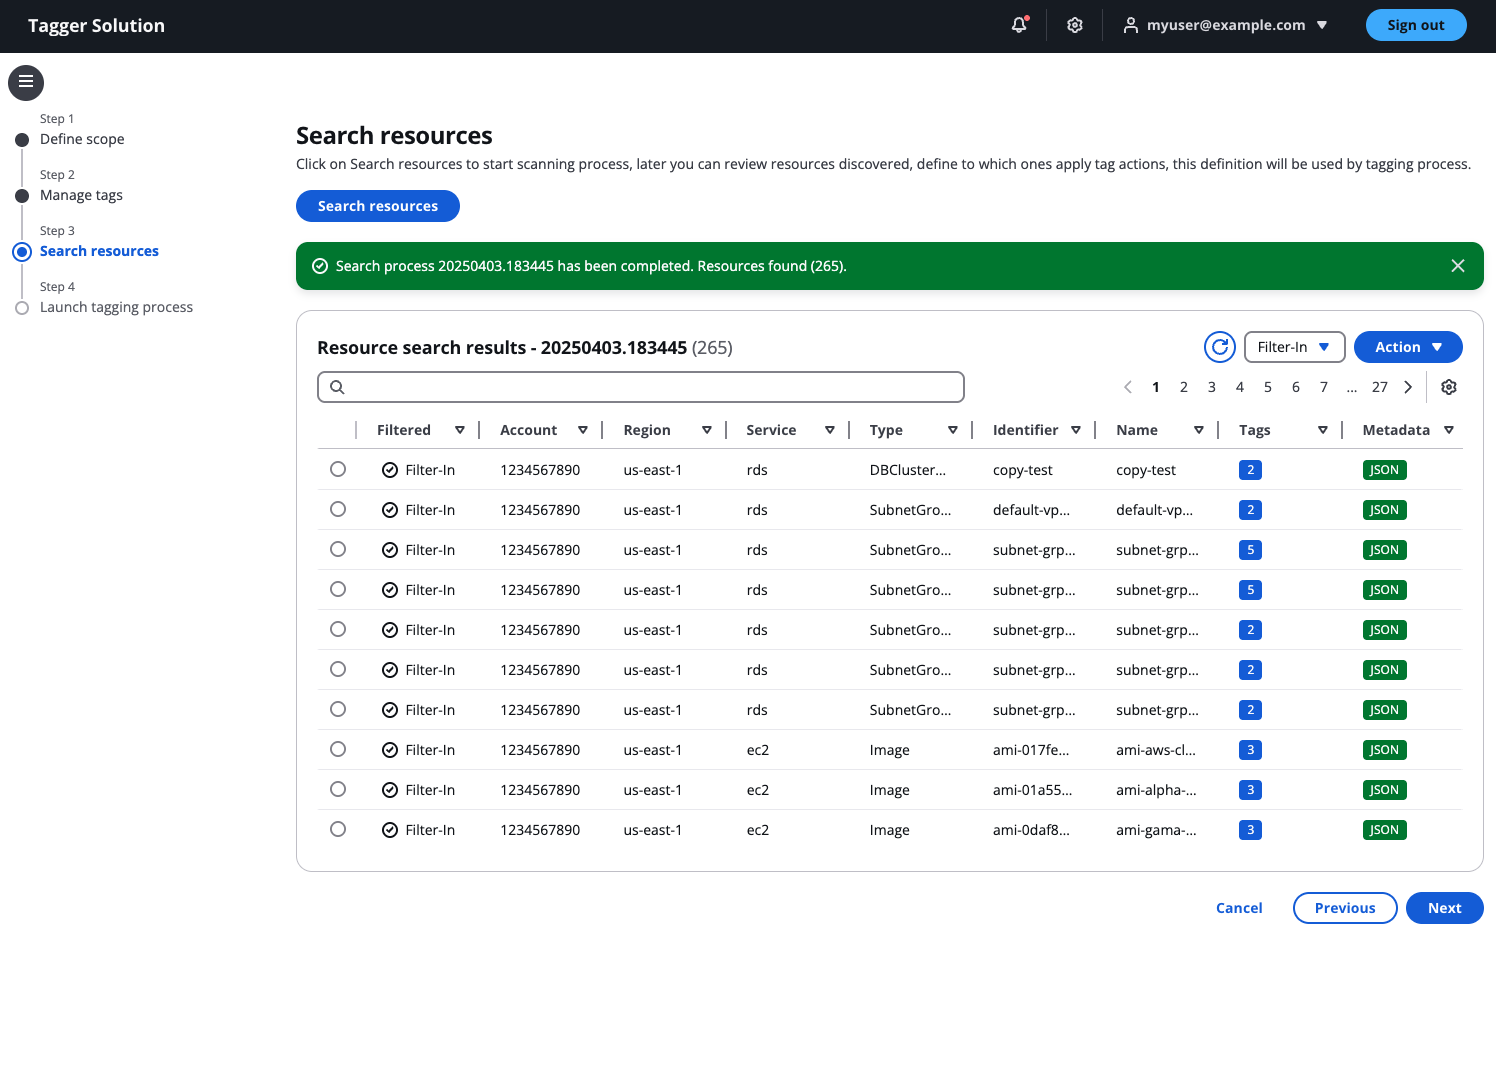 Tagger Solution
myuser@example.com
Sign out
Step 1
Define scope
Step 2
Manage tags
Step 3
Search resources
Step 4
Launch tagging process
Search resources
Click on Search resources to start scanning process, later you can review resources discovered, define to which ones apply tag actions, this definition will be used by tagging process.
Search resources
Search process 20250403.183445 has been completed. Resources found (265).
Resource search results - 20250403.183445 (265)
Filter-In
Action
1 2 3 4 5 6 7 ... 27
Filtered Account Region Service Type Identifier Name Tags Metadata
Filter-In 1234567890 us-east-1 rds DBCluster... copy-test copy-test 2 JSON
Filter-In 1234567890 us-east-1 rds SubnetGro... default-vp... default-vp... 2 JSON
Filter-In 1234567890 us-east-1 rds SubnetGro... subnet-grp... subnet-grp... 5 JSON
Filter-In 1234567890 us-east-1 rds SubnetGro... subnet-grp... subnet-grp... 5 JSON
Filter-In 1234567890 us-east-1 rds SubnetGro... subnet-grp... subnet-grp... 2 JSON
Filter-In 1234567890 us-east-1 rds SubnetGro... subnet-grp... subnet-grp... 2 JSON
Filter-In 1234567890 us-east-1 rds SubnetGro... subnet-grp... subnet-grp... 2 JSON
Filter-In 1234567890 us-east-1 ec2 Image ami-017fe... ami-aws-cl... 3 JSON
Filter-In 1234567890 us-east-1 ec2 Image ami-01a55... ami-alpha-... 3 JSON
Filter-In 1234567890 us-east-1 ec2 Image ami-0daf8... ami-gama-... 3 JSON
Cancel
Previous
Next